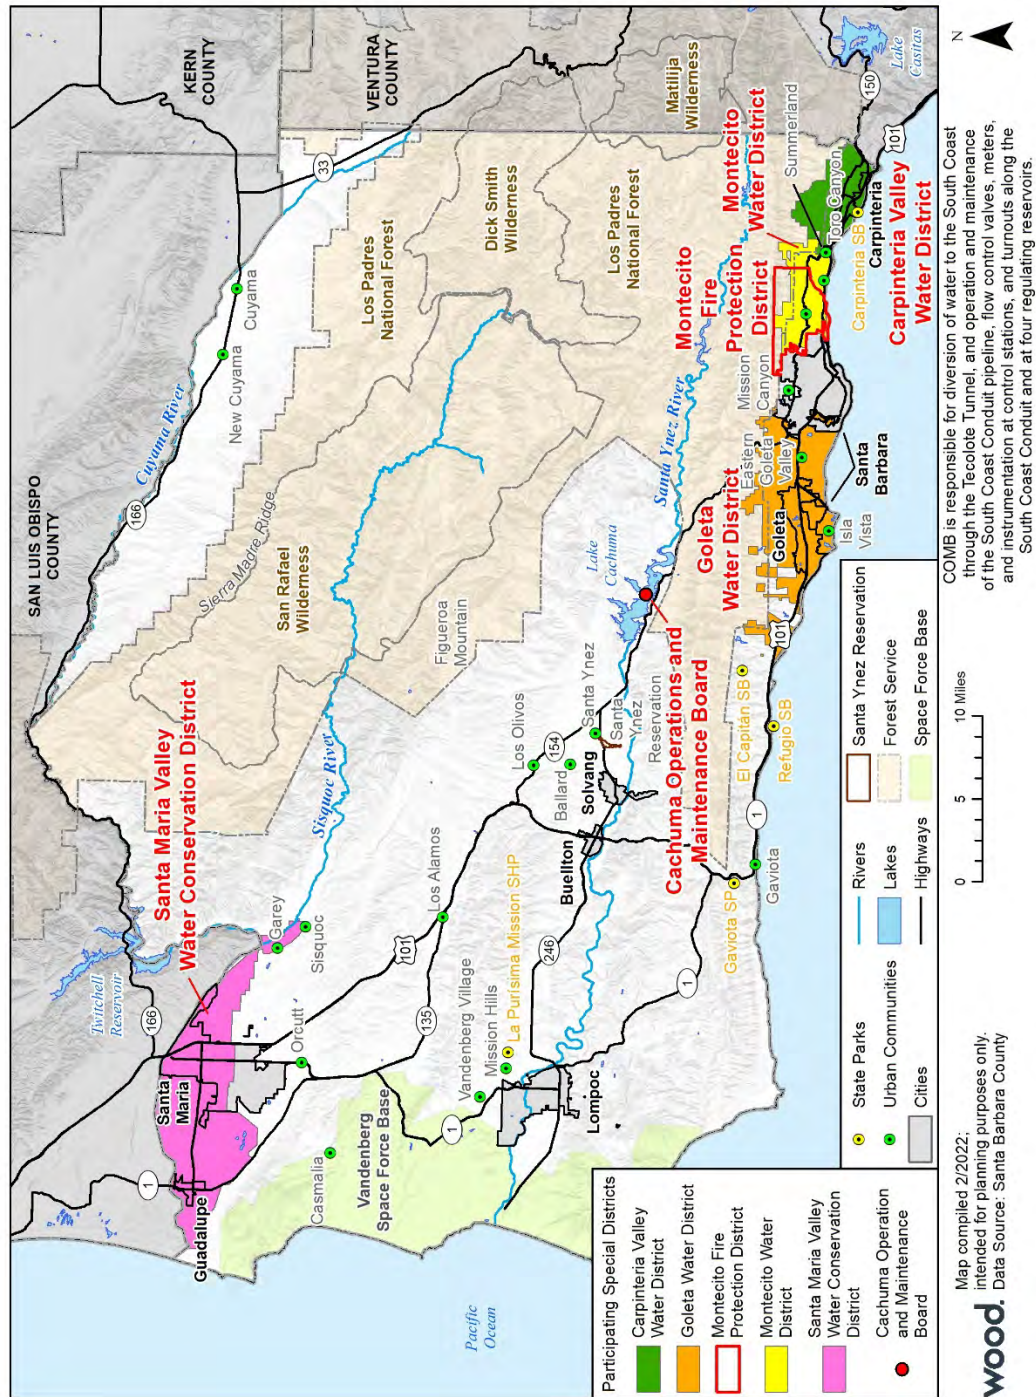 SAN LUIS OBISPO
COUNTY
KERN
COUNTY
VENTURA
COUNTY
166
Cuyama River
New Cuyama
Cuyama
33
Twitchell
Reservoir
166
Santa Maria Valley
Water Conservation District
Sierra Madre Ridge
Los Padres
National Forest
San Rafael
Wilderness
Dick Smith
Wilderness
Los Padres
National Forest
Matilija
Wilderness
1
Guadalupe
Santa
Maria
Orcutt
Garey
Sisquoc
Sisquoc River
Figueroa
Mountain
Casmalia
Vandenberg
Space Force Base
1
135
101
Los Alamos
Vandenberg Village
Mission Hills
La Purisima Mission SHP
Lompoc
246
Buellton
Solvang
Los Olivos
154
Ballard
Santa Ynez
Santa
Ynez
Reservation
Lake
Cachuma
Santa Ynez River
Cachuma Operations and
Maintenance Board
Goleta
Water District
Montecito
Fire
Protection
District
Montecito
Water District
Summerland
Toro Canyon
Mission
Canyon
Eastern
Goleta
Valley
Goleta
Isla
Vista
Santa
Barbara
Carpinteria SB
Carpinteria
Carpinteria Valley
Water District
101
150
Lake
Casitas
1
Gaviota SP
Gaviota
1
El Capitán SB
Refugio SB
101
Pacific
Ocean
Participating Special Districts
Carpinteria Valley
Water District
Goleta Water District
Montecito Fire
Protection District
Montecito Water
District
Santa Maria Valley
Water Conservation
District
Cachuma Operation
and Maintenance
Board
State Parks
Urban Communities
Cities
Rivers
Lakes
Highways
Santa Ynez Reservation
Forest Service
Space Force Base
0 5 10 Miles
N
wood.
Map compiled 2/2022;
intended for planning purposes only.
Data Source: Santa Barbara County
COMB is responsible for diversion of water to the South Coast
through the Tecolote Tunnel, and operation and maintenance
of the South Coast Conduit pipeline, flow control valves, meters,
and instrumentation at control stations, and turnouts along the
South Coast Conduit and at four regulating reservoirs.